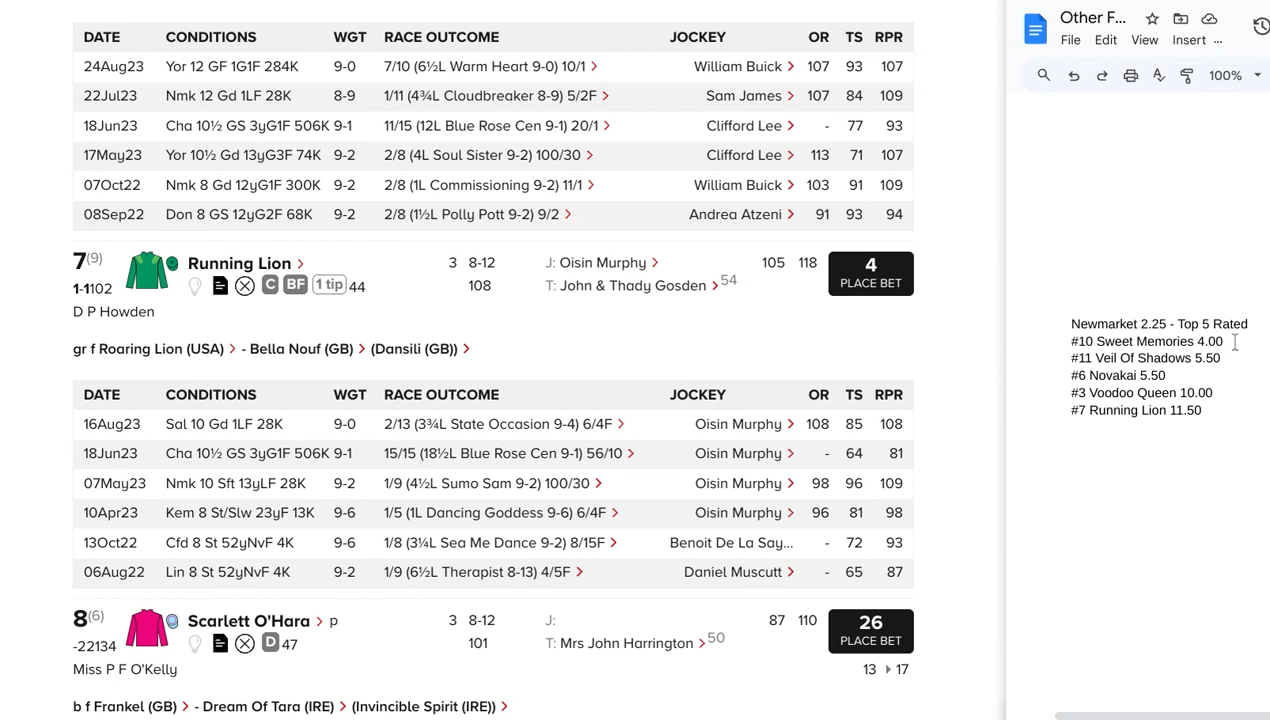 DATE CONDITIONS WGT RACE OUTCOME JOCKEY OR TS RPR
24Aug23 Yor 12 GF 1G1F 284K 9-0 7/10 (6½L Warm Heart 9-0) 10/1 William Buick 107 93 107
22Jul23 Nmk 12 Gd 1LF 28K 8-9 1/11 (4¾L Cloudbreaker 8-9) 5/2F Sam James 107 84 109
18Jun23 Cha 10½ GS 3yG1F 506K 9-1 11/15 (12L Blue Rose Cen 9-1) 20/1 Clifford Lee - 77 93
17May23 Yor 10½ Gd 13yG3F 74K 9-2 2/8 (4L Soul Sister 9-2) 100/30 Clifford Lee 113 71 107
07Oct22 Nmk 8 Gd 12yG1F 300K 9-2 2/8 (1L Commissioning 9-2) 11/1 William Buick 103 91 109
08Sep22 Don 8 GS 12yG2F 68K 9-2 2/8 (1½L Polly Pott 9-2) 9/2 Andrea Atzeni 91 93 94
7(9) Running Lion 3 8-12 J: Oisin Murphy 105 118 4
1-1102 C BF 1 tip 44 108 T: John & Thady Gosden 54 PLACE BET
D P Howden
gr f Roaring Lion (USA) - Bella Nouf (GB) (Dansili (GB))
DATE CONDITIONS WGT RACE OUTCOME JOCKEY OR TS RPR
16Aug23 Sal 10 Gd 1LF 28K 9-0 2/13 (3¾L State Occasion 9-4) 6/4F Oisin Murphy 108 85 108
18Jun23 Cha 10½ GS 3yG1F 506K 9-1 15/15 (18½L Blue Rose Cen 9-1) 56/10 Oisin Murphy - 64 81
07May23 Nmk 10 Sft 13yLF 28K 9-2 1/9 (4½L Sumo Sam 9-2) 100/30 Oisin Murphy 98 96 109
10Apr23 Kem 8 St/Slw 23yF 13K 9-6 1/5 (1L Dancing Goddess 9-6) 6/4F Oisin Murphy 96 81 98
13Oct22 Cfd 8 St 52yNvF 4K 9-6 1/8 (3¼L Sea Me Dance 9-2) 8/15F Benoit De La Say... - 72 93
06Aug22 Lin 8 St 52yNvF 4K 9-2 1/9 (6½L Therapist 8-13) 4/5F Daniel Muscutt - 65 87
8(6) Scarlett O'Hara p 3 8-12 J: 87 110 26
-22134 D 47 101 T: Mrs John Harrington 50 PLACE BET
Miss P F O'Kelly 13 17
b f Frankel (GB) - Dream Of Tara (IRE) (Invincible Spirit (IRE))
Other F...
File Edit View Insert ...
100%
Newmarket 2.25 - Top 5 Rated
#10 Sweet Memories 4.00
#11 Veil Of Shadows 5.50
#6 Novakai 5.50
#3 Voodoo Queen 10.00
#7 Running Lion 11.50